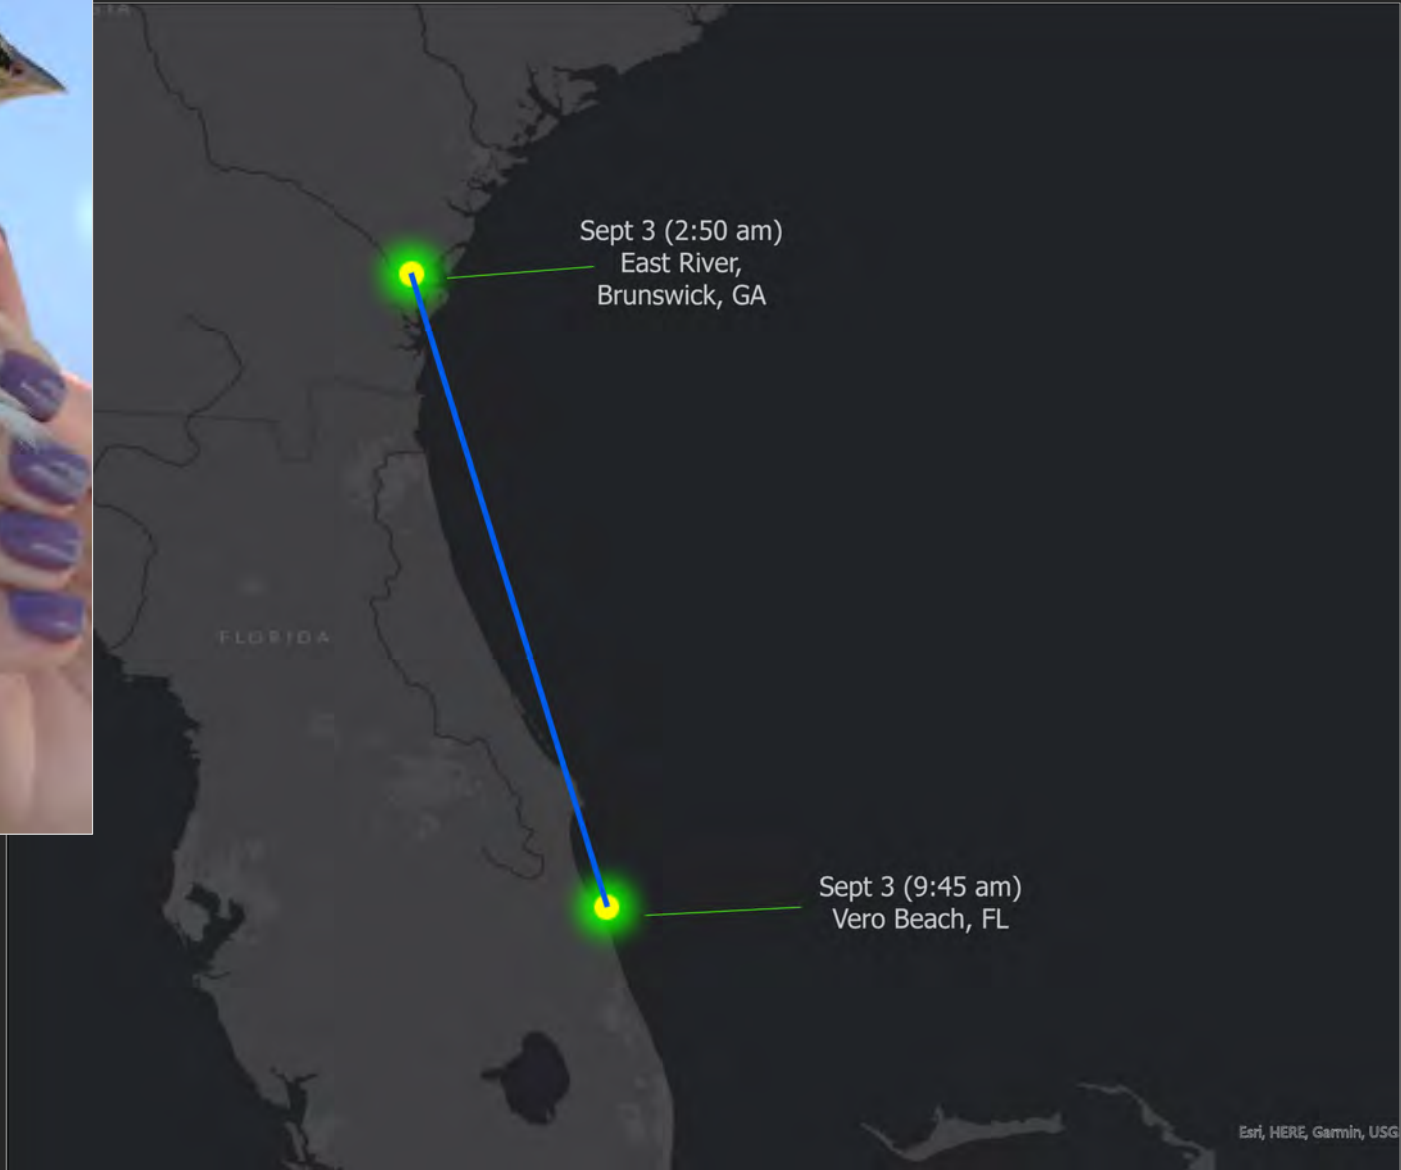 Sept 3 (2:50 am)
East River,
Brunswick, GA
FLORIDA
Sept 3 (9:45 am)
Vero Beach, FL
Esri, HERE, Garmin, USG